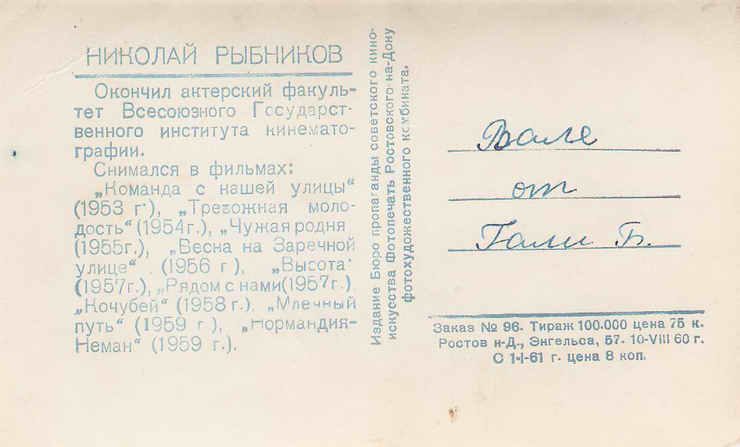 НИКОЛАЙ РЫБНИКОВ
Окончил актерский факуль-
тет Всесоюзного Государст-
венного института кинемато-
графии.
Снимался в фильмах:
„Команда с нашей улицы"
(1953 г), „Тревожная моло-
дость" (1954г.), „Чужая родня
(1955г.), „Весна на Заречной
улице" . (1956 г), „Высота"
(1957г.), „Рядом с нами(1957г.)
„Кочубей" (1958 г.), „Млечный
путь" (1959 г), „Нормандия-
Неман" (1959 г.).
Издание Бюро пропаганды советского кино-
искусства Фотопечать Ростовского на-Дону
фотохудожественного комбината.
Вале
от
Гали Б.
Заказ № 96. Тираж 100.000 цена 75 к.
Ростов н-Д., Энгельса, 57. 10-VIII 60 г.
С 1-I-61 г. цена 8 коп.